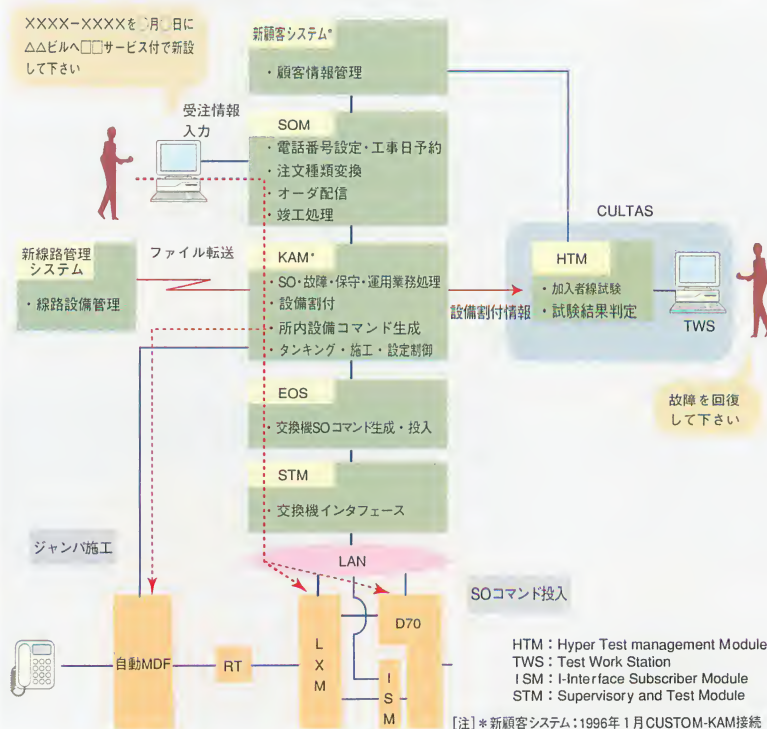 XXXX−XXXXを○月○日に
△△ビルへ□□サービス付で新設
して下さい
新顧客システム*
・顧客情報管理
受注情報
入力
SOM
・電話番号設定・工事日予約
・注文種類変換
・オーダ配信
・竣工処理
CULTAS
新線路管理
システム
・線路設備管理
ファイル転送
KAM*
・SO・故障・保守・運用業務処理
・設備割付
・所内設備コマンド生成
・タンキング・施工・設定制御
設備割付情報
HTM
・加入者線試験
・試験結果判定
TWS
故障を回復
して下さい
EOS
・交換機SOコマンド生成・投入
STM
・交換機インタフェース
ジャンパ施工
LAN
SOコマンド投入
自動MDF
RT
LXM
D70
ISM
HTM：Hyper Test management Module
TWS：Test Work Station
ISM：I-Interface Subscriber Module
STM：Supervisory and Test Module
[注]＊新顧客システム：1996年1月CUSTOM-KAM接続